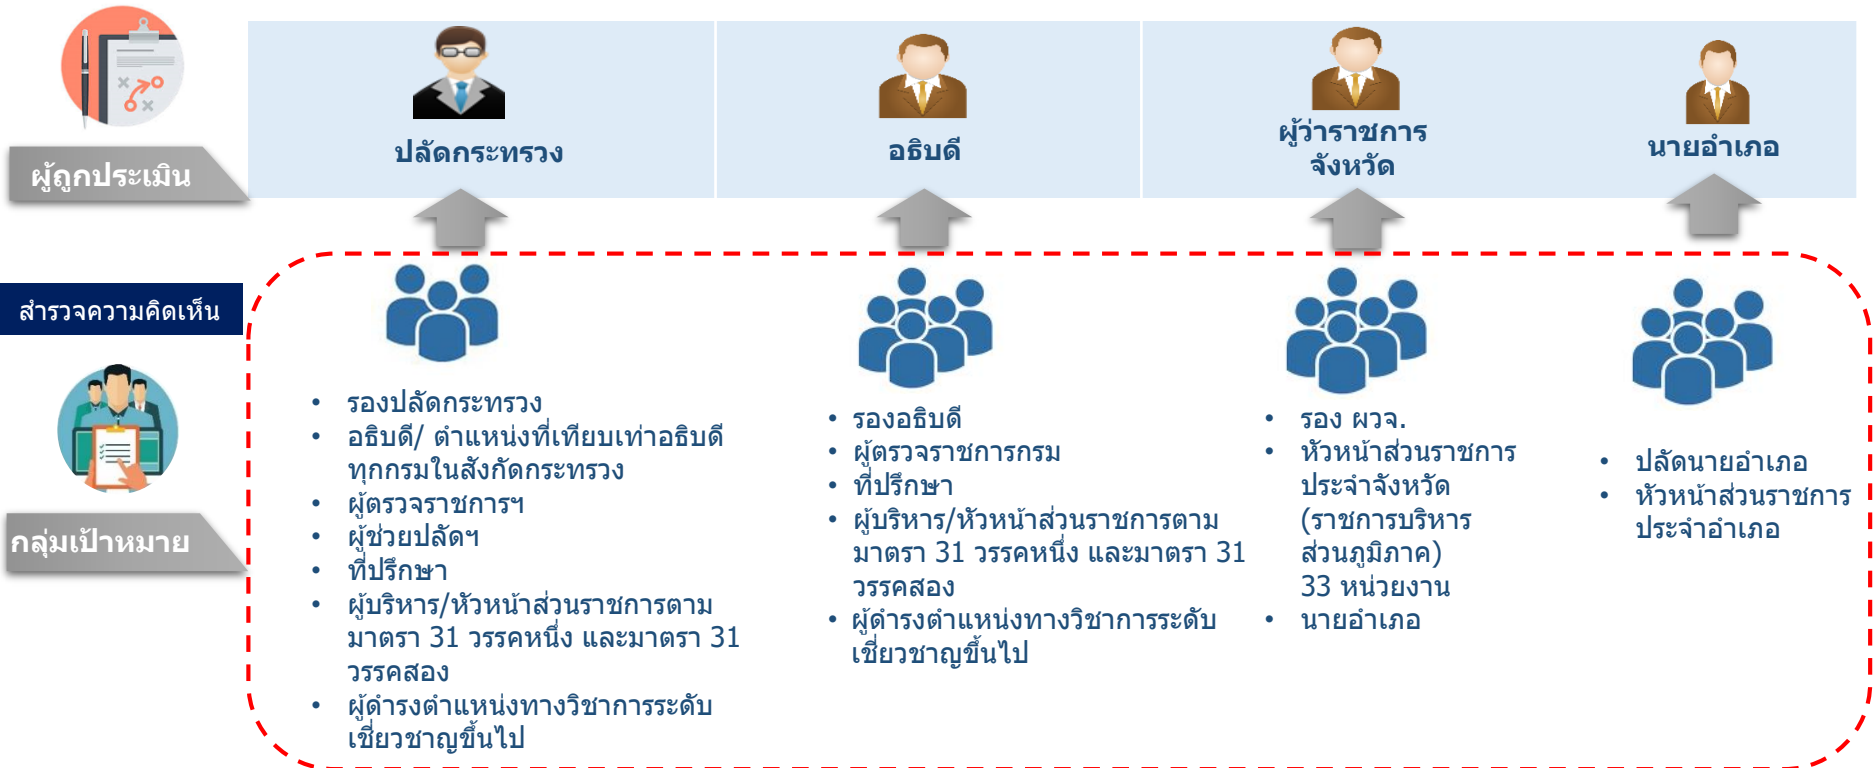 ผู้ถูกประเมิน
ปลัดกระทรวง
อธิบดี
ผู้ว่าราชการ
จังหวัด
นายอำเภอ
สำรวจความคิดเห็น
กลุ่มเป้าหมาย
• รองปลัดกระทรวง
• อธิบดี/ ตำแหน่งที่เทียบเท่าอธิบดี
ทุกกรมในสังกัดกระทรวง
• ผู้ตรวจราชการฯ
• ผู้ช่วยปลัดฯ
• ที่ปรึกษา
• ผู้บริหาร/หัวหน้าส่วนราชการตาม
มาตรา 31 วรรคหนึ่ง และมาตรา 31
วรรคสอง
• ผู้ดำรงตำแหน่งทางวิชาการระดับ
เชี่ยวชาญขึ้นไป
• รองอธิบดี
• ผู้ตรวจราชการกรม
• ที่ปรึกษา
• ผู้บริหาร/หัวหน้าส่วนราชการตาม
มาตรา 31 วรรคหนึ่ง และมาตรา 31
วรรคสอง
• ผู้ดำรงตำแหน่งทางวิชาการระดับ
เชี่ยวชาญขึ้นไป
• รอง ผวจ.
• หัวหน้าส่วนราชการ
ประจำจังหวัด
(ราชการบริหาร
ส่วนภูมิภาค)
33 หน่วยงาน
• นายอำเภอ
• ปลัดนายอำเภอ
• หัวหน้าส่วนราชการ
ประจำอำเภอ